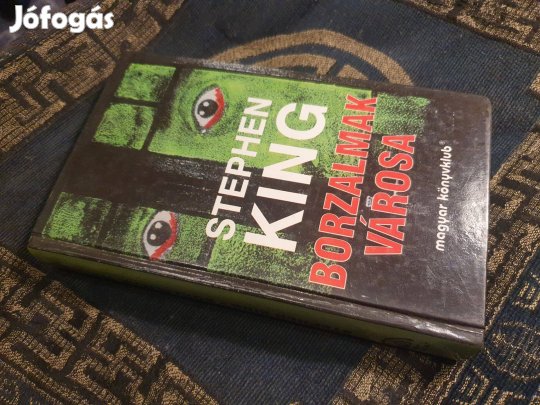 Jófogás
STEPHEN
KING
BORZALMAK
VÁROSA
magyar könyvklub